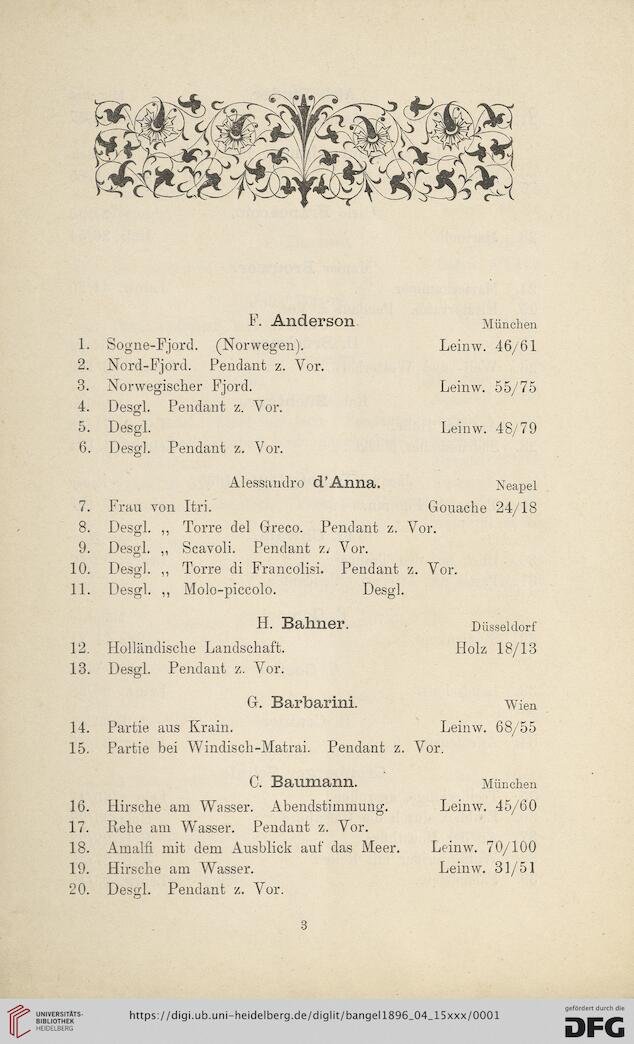 F. Anderson München
1. Sogne-Fjord. (Norwegen). Leinw. 46/61
2. Nord-Fjord. Pendant z. Vor.
3. Norwegischer Fjord. Leinw. 55/75
4. Desgl. Pendant z. Vor.
5. Desgl. Leinw. 48/79
6. Desgl. Pendant z. Vor.
Alessandro d'Anna. Neapel
7. Frau von Itri. Gouache 24/18
8. Desgl. „ Torre del Greco. Pendant z. Vor.
9. Desgl. „ Scavoli. Pendant z. Vor.
10. Desgl. „ Torre di Francolisi. Pendant z. Vor.
11. Desgl. „ Molo-piccolo. Desgl.
H. Bahner. Düsseldorf
12. Holländische Landschaft. Holz 18/13
13. Desgl. Pendant z. Vor.
G. Barbarini. Wien
14. Partie aus Krain. Leinw. 68/55
15. Partie bei Windisch-Matrai. Pendant z. Vor.
C. Baumann. München
16. Hirsche am Wasser. Abendstimmung. Leinw. 45/60
17. Rehe am Wasser. Pendant z. Vor.
18. Amalfi mit dem Ausblick auf das Meer. Leinw. 70/100
19. Hirsche am Wasser. Leinw. 31/51
20. Desgl. Pendant z. Vor.
3
UNIVERSITÄTS-
BIBLIOTHEK
HEIDELBERG
https://digi.ub.uni-heidelberg.de/diglit/bangel1896_04_15xxx/0001
gefördert durch die
DFG